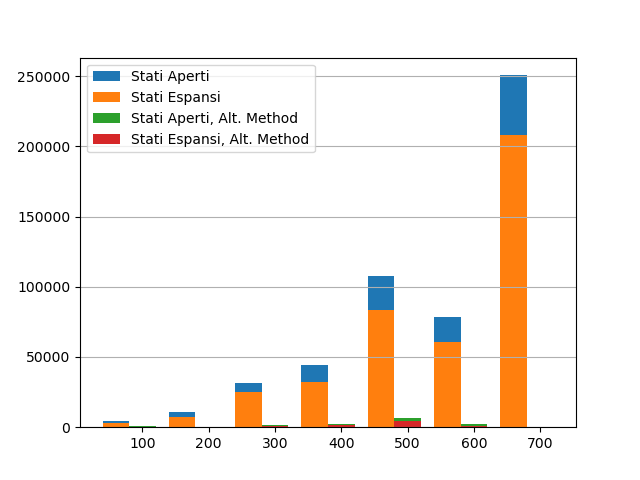 Stati Aperti
Stati Espansi
Stati Aperti, Alt. Method
Stati Espansi, Alt. Method
250000
200000
150000
100000
50000
0
100 200 300 400 500 600 700